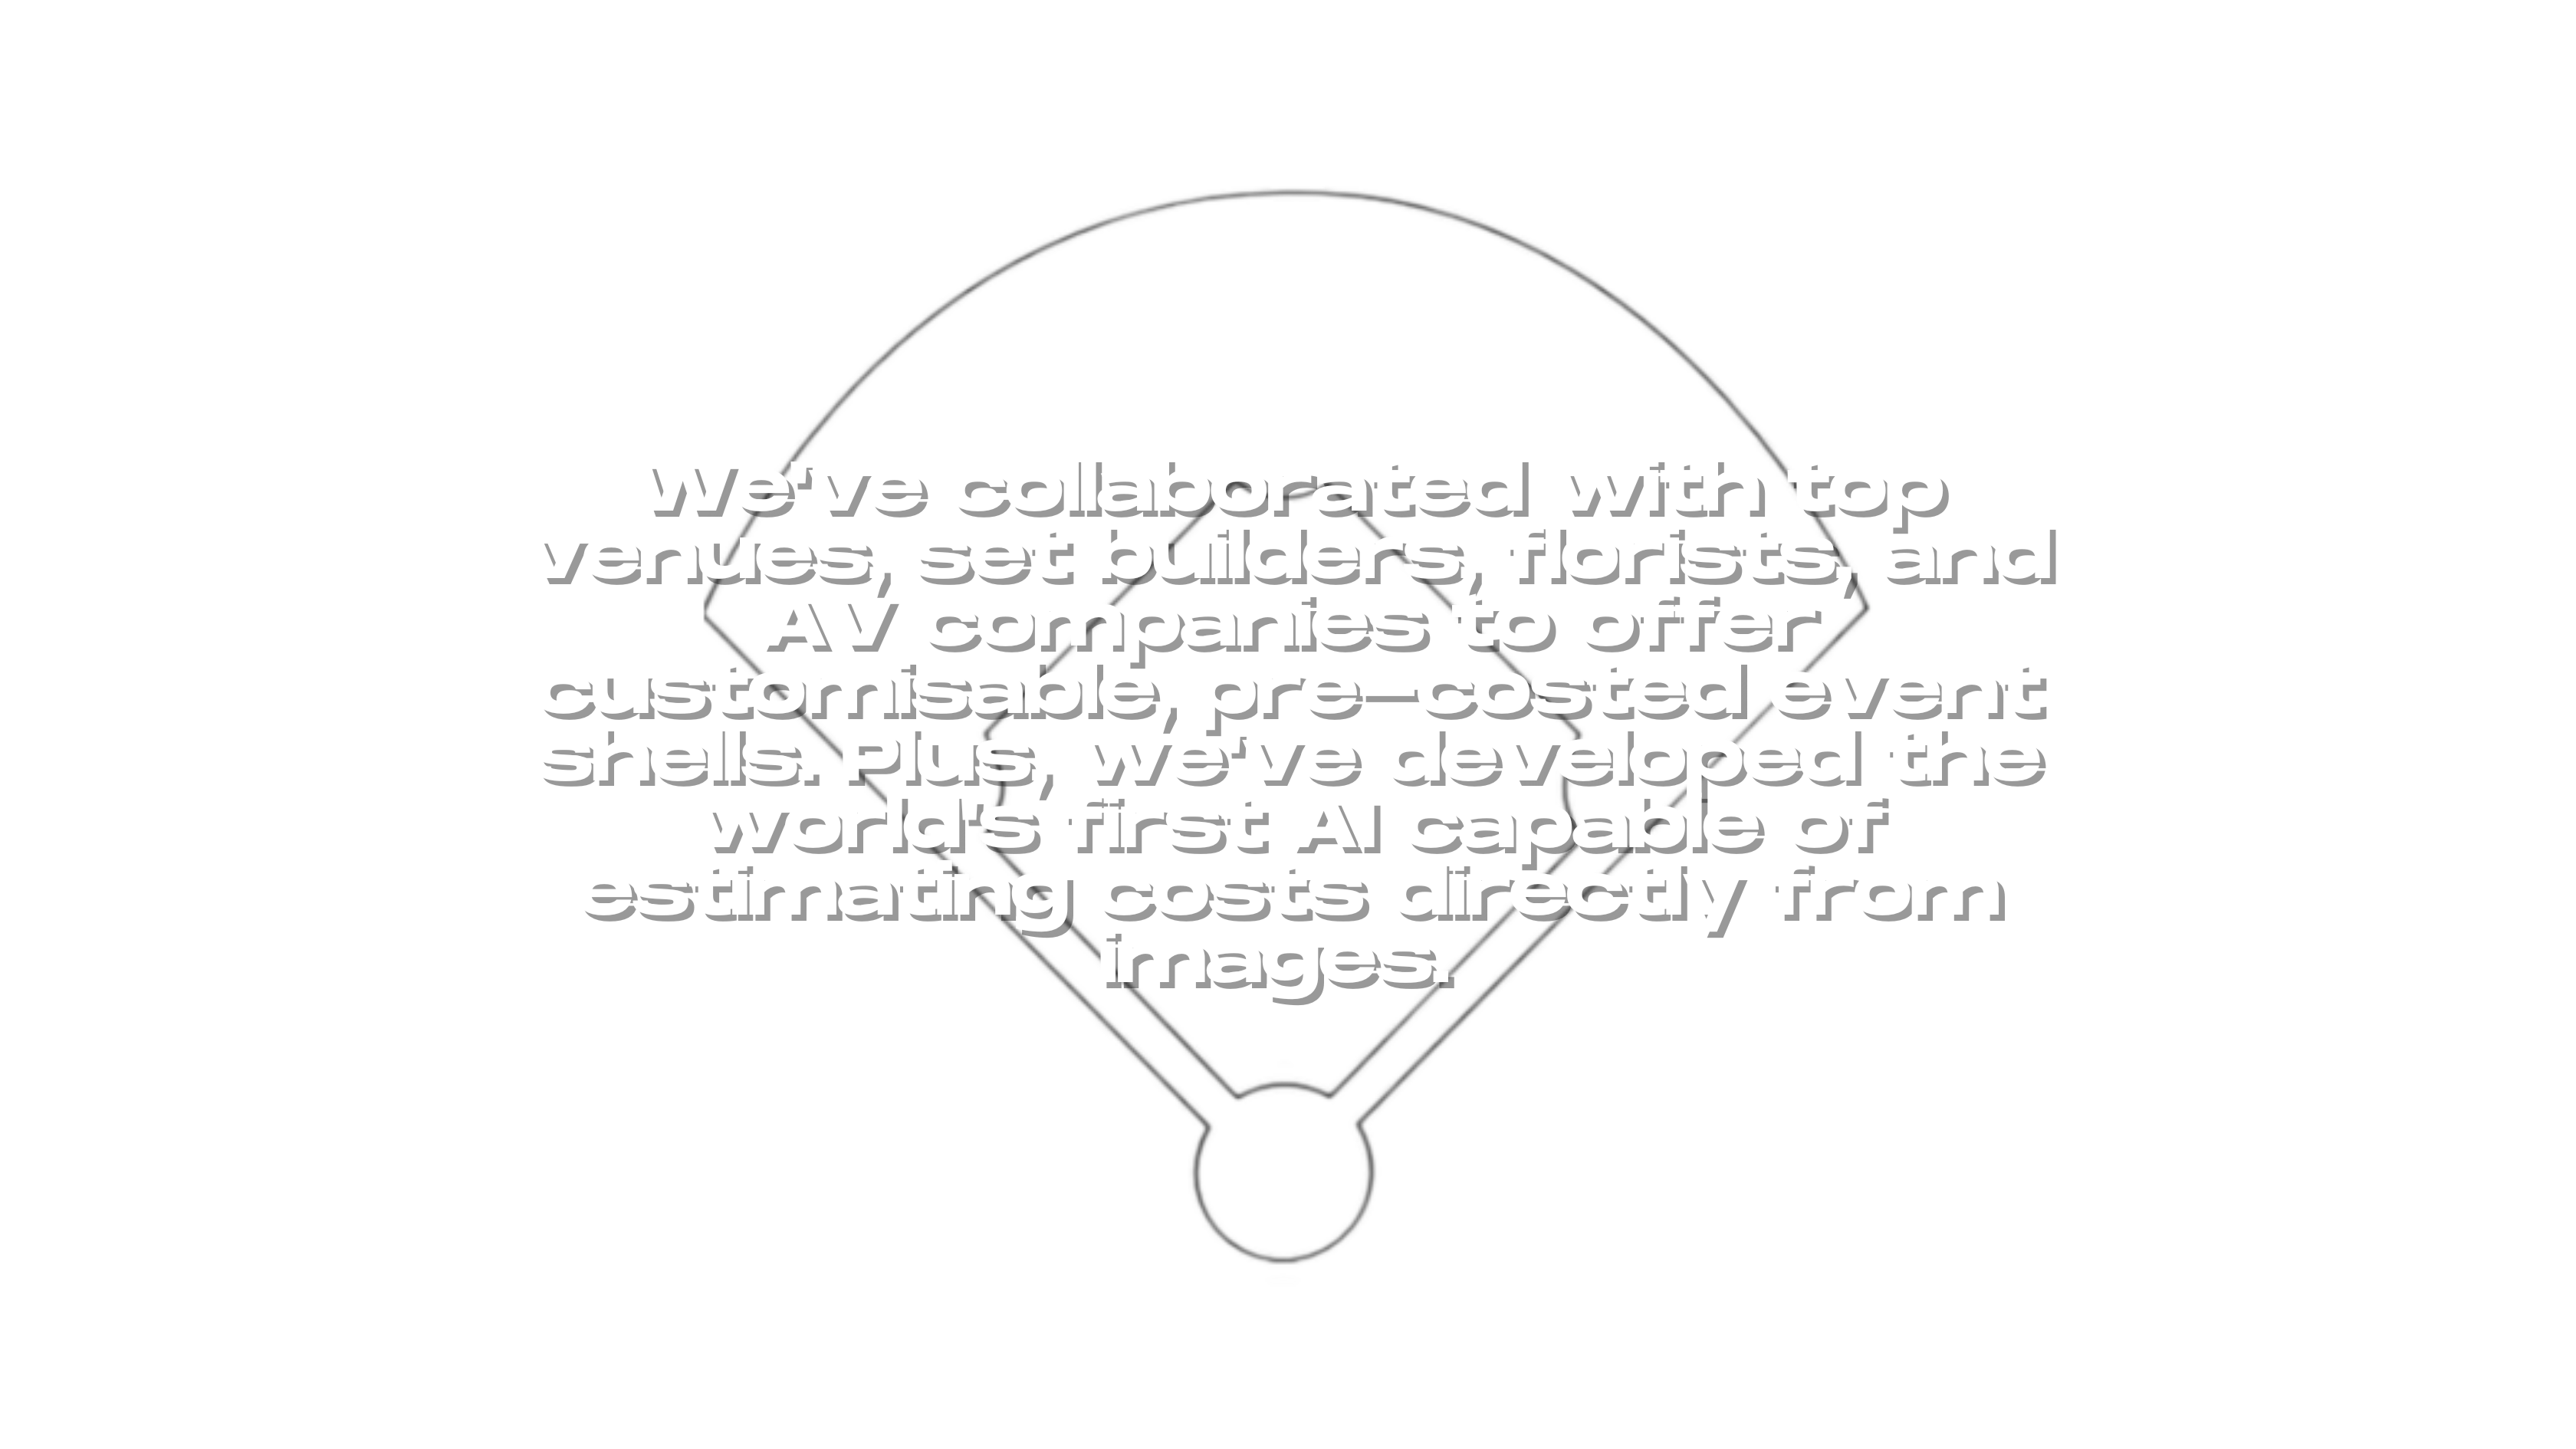 We've collaborated with top
venues, set builders, florists, and
AV companies to offer
customisable, pre-costed event
shells. Plus, we've developed the
world's first AI capable of
estimating costs directly from
images.